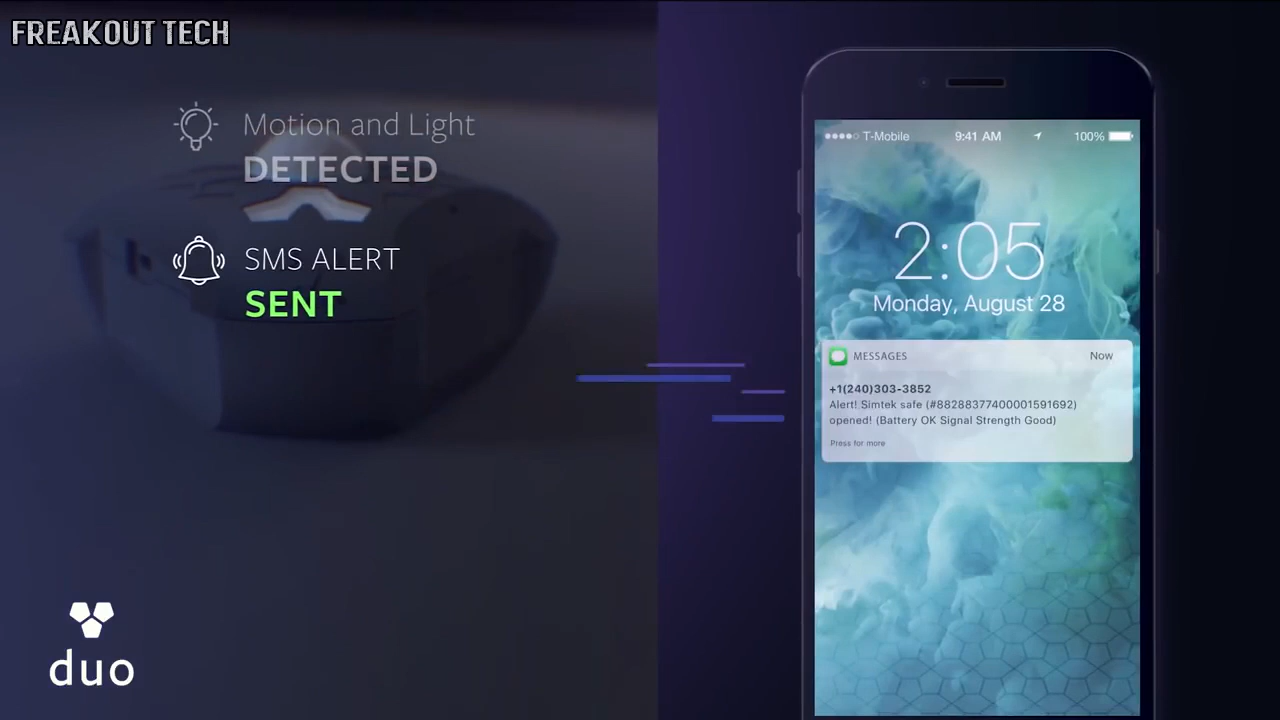 FREAKOUT TECH
Motion and Light
DETECTED
SMS ALERT
SENT
duo
T-Mobile 9:41 AM 100%
2:05
Monday, August 28
MESSAGES Now
+1(240)303-3852
Alert! Simtek safe (#88288377400001591692)
opened! (Battery OK Signal Strength Good)
Press for more